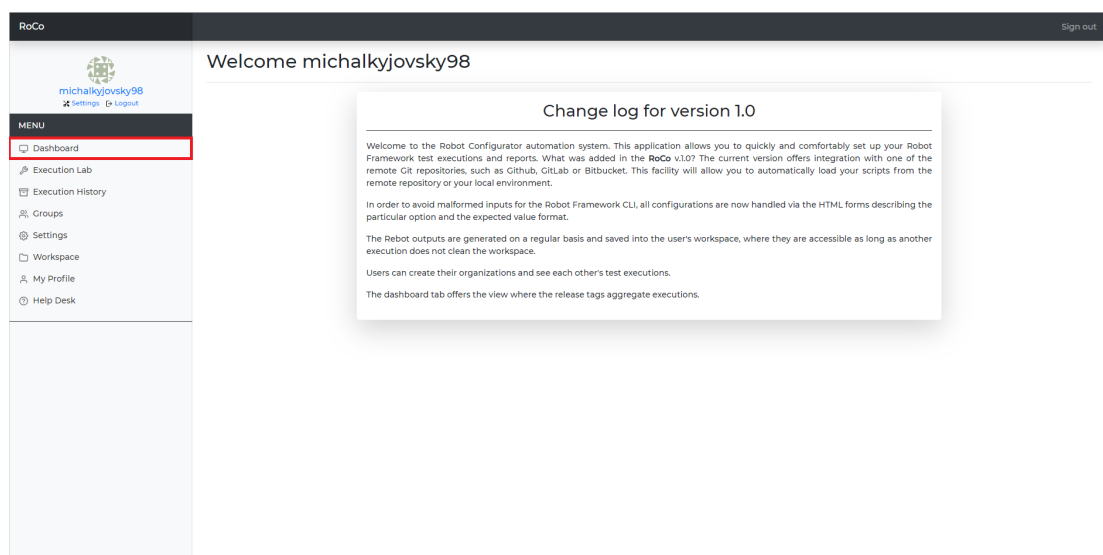 RoCo
Sign out
michalkyjovsky98
Settings Logout
MENU
Dashboard
Execution Lab
Execution History
Groups
Settings
Workspace
My Profile
Help Desk
Welcome michalkyjovsky98
Change log for version 1.0
Welcome to the Robot Configurator automation system. This application allows you to quickly and comfortably set up your Robot
Framework test executions and reports. What was added in the RoCo v.1.0? The current version offers integration with one of the
remote Git repositories, such as Github, GitLab or Bitbucket. This facility will allow you to automatically load your scripts from the
remote repository or your local environment.
In order to avoid malformed inputs for the Robot Framework CLI, all configurations are now handled via the HTML forms describing the
particular option and the expected value format.
The Rebot outputs are generated on a regular basis and saved into the user's workspace, where they are accessible as long as another
execution does not clean the workspace.
Users can create their organizations and see each other's test executions.
The dashboard tab offers the view where the release tags aggregate executions.